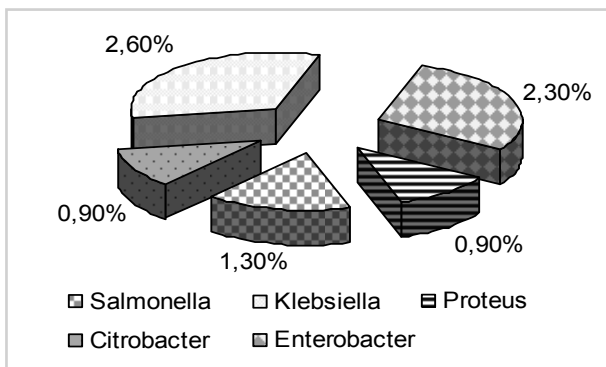 2,60%
2,30%
0,90%
1,30%
0,90%
Salmonella Klebsiella Proteus
Citrobacter Enterobacter